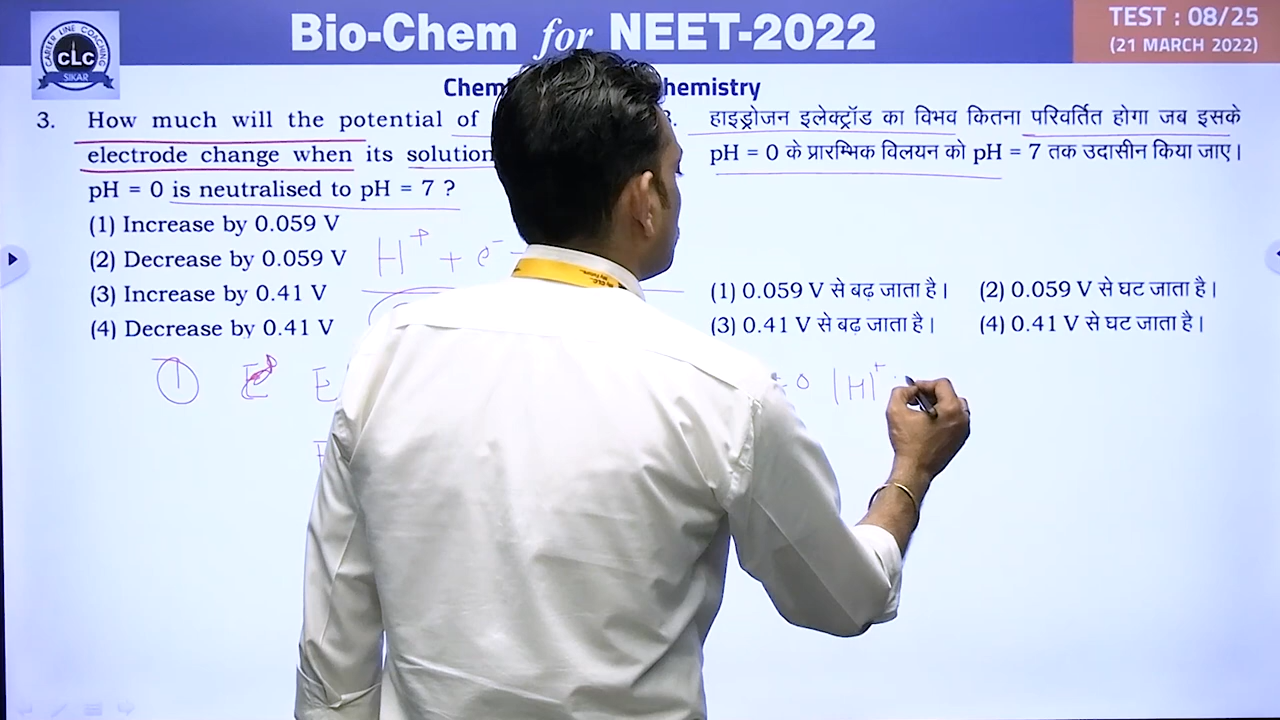 Bio-Chem for NEET-2022
TEST : 08/25
(21 MARCH 2022)
CAREER LINE COACHING
CLC
SIKAR
3. How much will the potential of
electrode change when its solution
pH = 0 is neutralised to pH = 7 ?
(1) Increase by 0.059 V
(2) Decrease by 0.059 V
(3) Increase by 0.41 V
(4) Decrease by 0.41 V
हाइड्रोजन इलेक्ट्रॉड का विभव कितना परिवर्तित होगा जब इसके
pH = 0 के प्रारम्भिक विलयन को pH = 7 तक उदासीन किया जाए।
(1) 0.059 V से बढ़ जाता है। (2) 0.059 V से घट जाता है।
(3) 0.41 V से बढ़ जाता है। (4) 0.41 V से घट जाता है।
H⁺ + e⁻
① E
0 [H]⁺